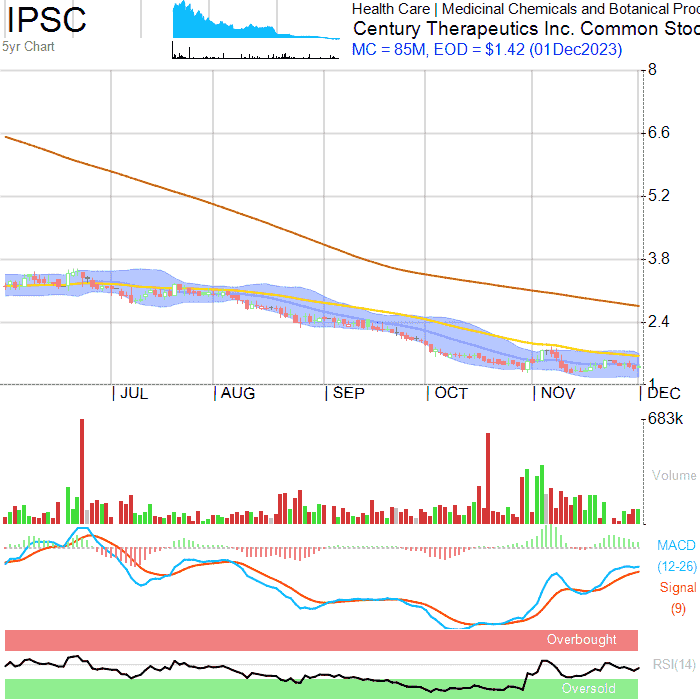 IPSC
5yr Chart
Health Care | Medicinal Chemicals and Botanical Proc
Century Therapeutics Inc. Common Stoc
MC = 85M, EOD = $1.42 (01Dec2023)
8
6.6
5.2
3.8
2.4
1
JUL
AUG
SEP
OCT
NOV
DEC
683k
Volume
MACD
(12-26)
Signal
(9)
Overbought
RSI(14)
Oversold